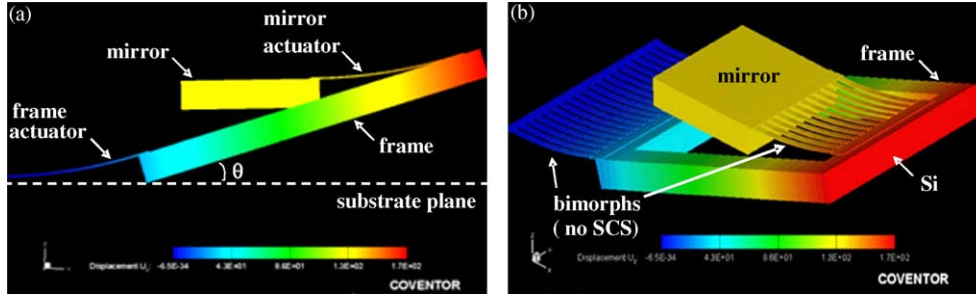 (a)
mirror
mirror
actuator
frame
actuator
frame
θ
substrate plane
Displacement U
-6.5E-34 4.3E+01 8.6E+01 1.3E+02 1.7E+02
COVENTOR
(b)
frame
mirror
Si
bimorphs
( no SCS)
Displacement U
-6.5E-34 4.3E+01 8.6E+01 1.3E+02 1.7E+02
COVENTOR